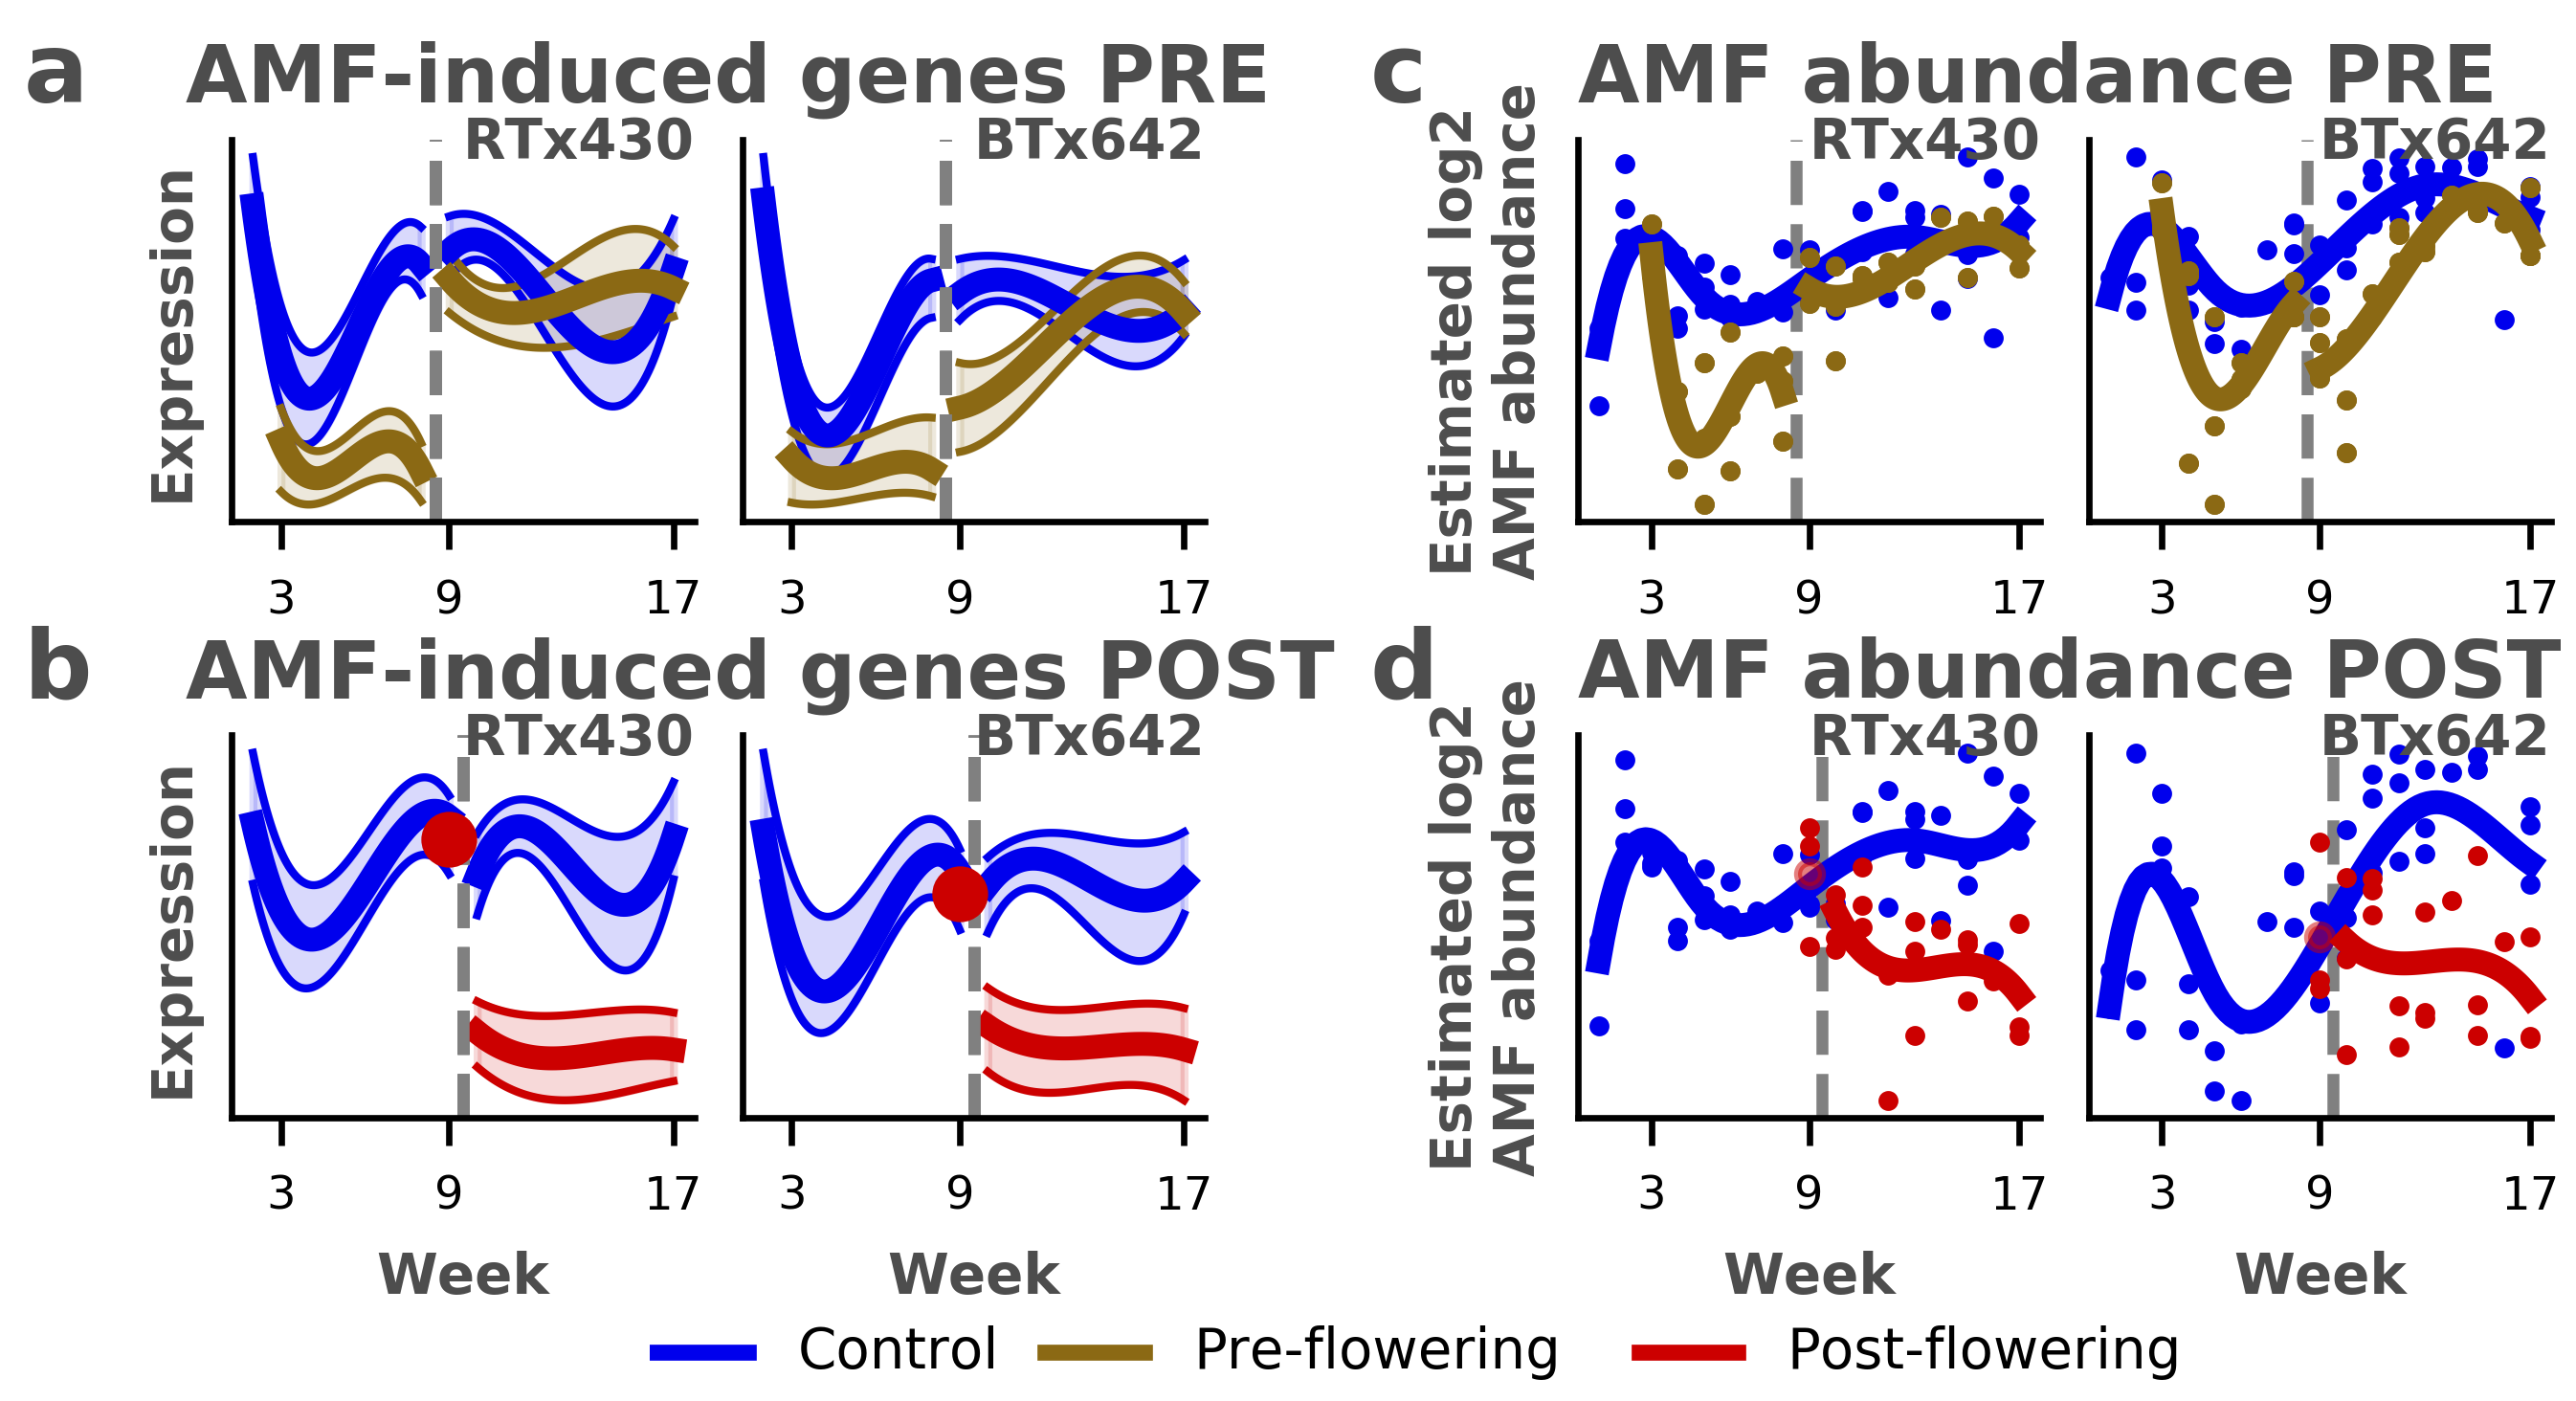 a AMF-induced genes PRE
RTx430
BTx642
Expression
3 9 17
3 9 17
c AMF abundance PRE
RTx430
BTx642
Estimated log2
AMF abundance
3 9 17
3 9 17
b AMF-induced genes POST
RTx430
BTx642
Expression
3 9 17
3 9 17
Week
Week
d AMF abundance POST
RTx430
BTx642
Estimated log2
AMF abundance
3 9 17
3 9 17
Week
Week
Control Pre-flowering Post-flowering